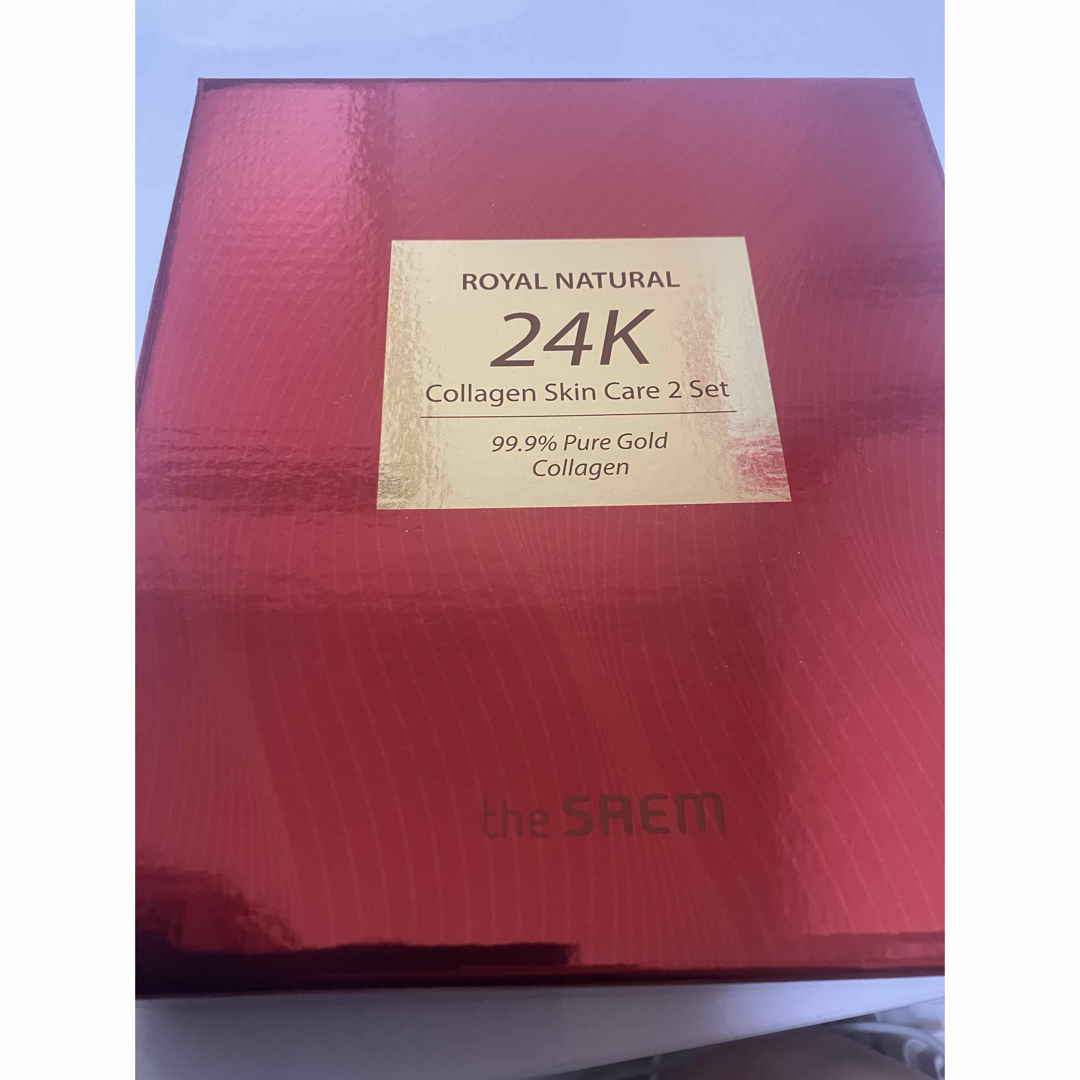 ROYAL NATURAL
24K
Collagen Skin Care 2 Set
99.9% Pure Gold
Collagen
the SAEM